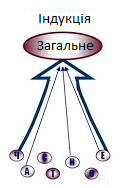 Індукція
Загальне
Ч А С Т Н О Е